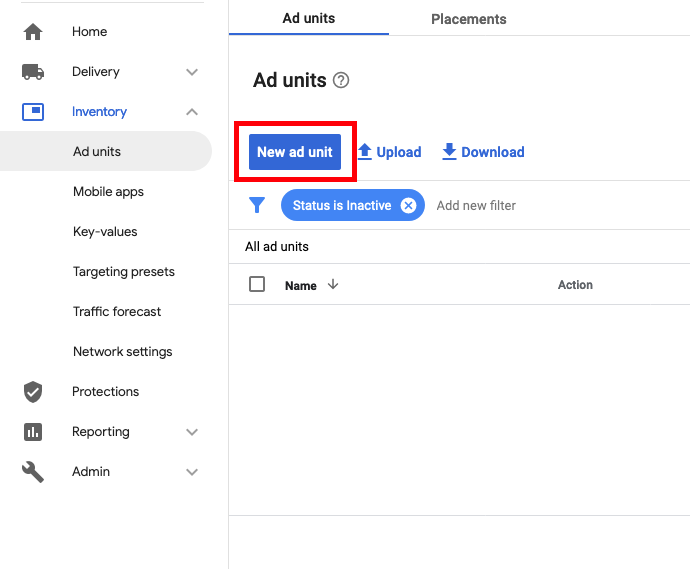 Home
Delivery
Inventory
Ad units
Mobile apps
Key-values
Targeting presets
Traffic forecast
Network settings
Protections
Reporting
Admin
Ad units Placements
Ad units ?
New ad unit Upload Download
Status is Inactive Add new filter
All ad units
Name Action